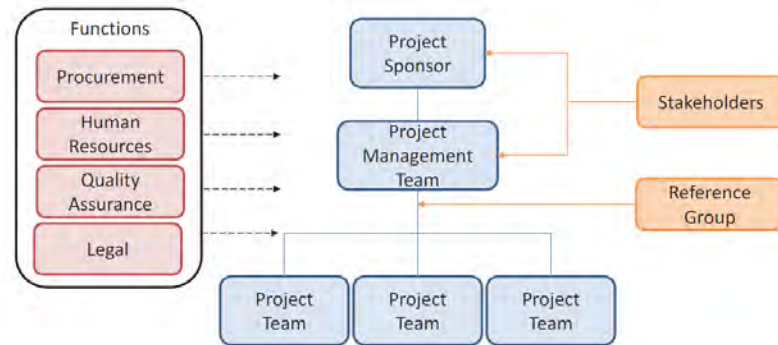 Functions
Procurement
Human
Resources
Quality
Assurance
Legal
Project
Sponsor
Project
Management
Team
Stakeholders
Reference
Group
Project
Team
Project
Team
Project
Team